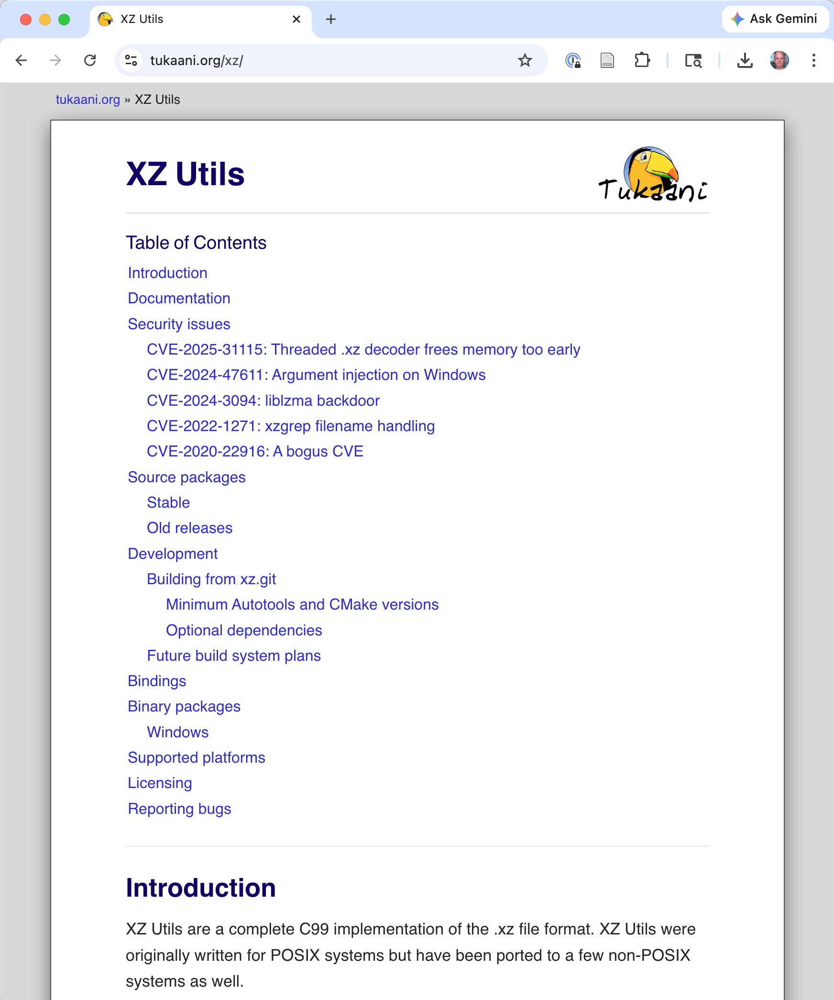 XZ Utils
Ask Gemini
tukaani.org/xz/
tukaani.org » XZ Utils
XZ Utils
Tukaani
Table of Contents
Introduction
Documentation
Security issues
CVE-2025-31115: Threaded .xz decoder frees memory too early
CVE-2024-47611: Argument injection on Windows
CVE-2024-3094: liblzma backdoor
CVE-2022-1271: xzgrep filename handling
CVE-2020-22916: A bogus CVE
Source packages
Stable
Old releases
Development
Building from xz.git
Minimum Autotools and CMake versions
Optional dependencies
Future build system plans
Bindings
Binary packages
Windows
Supported platforms
Licensing
Reporting bugs
Introduction
XZ Utils are a complete C99 implementation of the .xz file format. XZ Utils were
originally written for POSIX systems but have been ported to a few non-POSIX
systems as well.